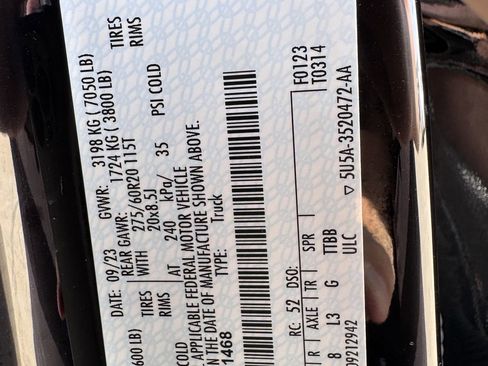 DATE: 09/23 GVWR: 3198 KG ( 7050 LB)
REAR GAWR: 1724 KG ( 3800 LB)
600 LB) WITH 275/60R20 115T TIRES
TIRES 20x8.5J RIMS
RIMS AT 240 kPa/ 35 PSI COLD
COLD
APPLICABLE FEDERAL MOTOR VEHICLE
N THE DATE OF MANUFACTURE SHOWN ABOVE.
TYPE: Truck
1468
F0123
T0314
RC: 52 DSO:
R AXLE TR SPR
8 L3 G TTBB
ULC
▽ 5U5A-3520472-AA
09212942